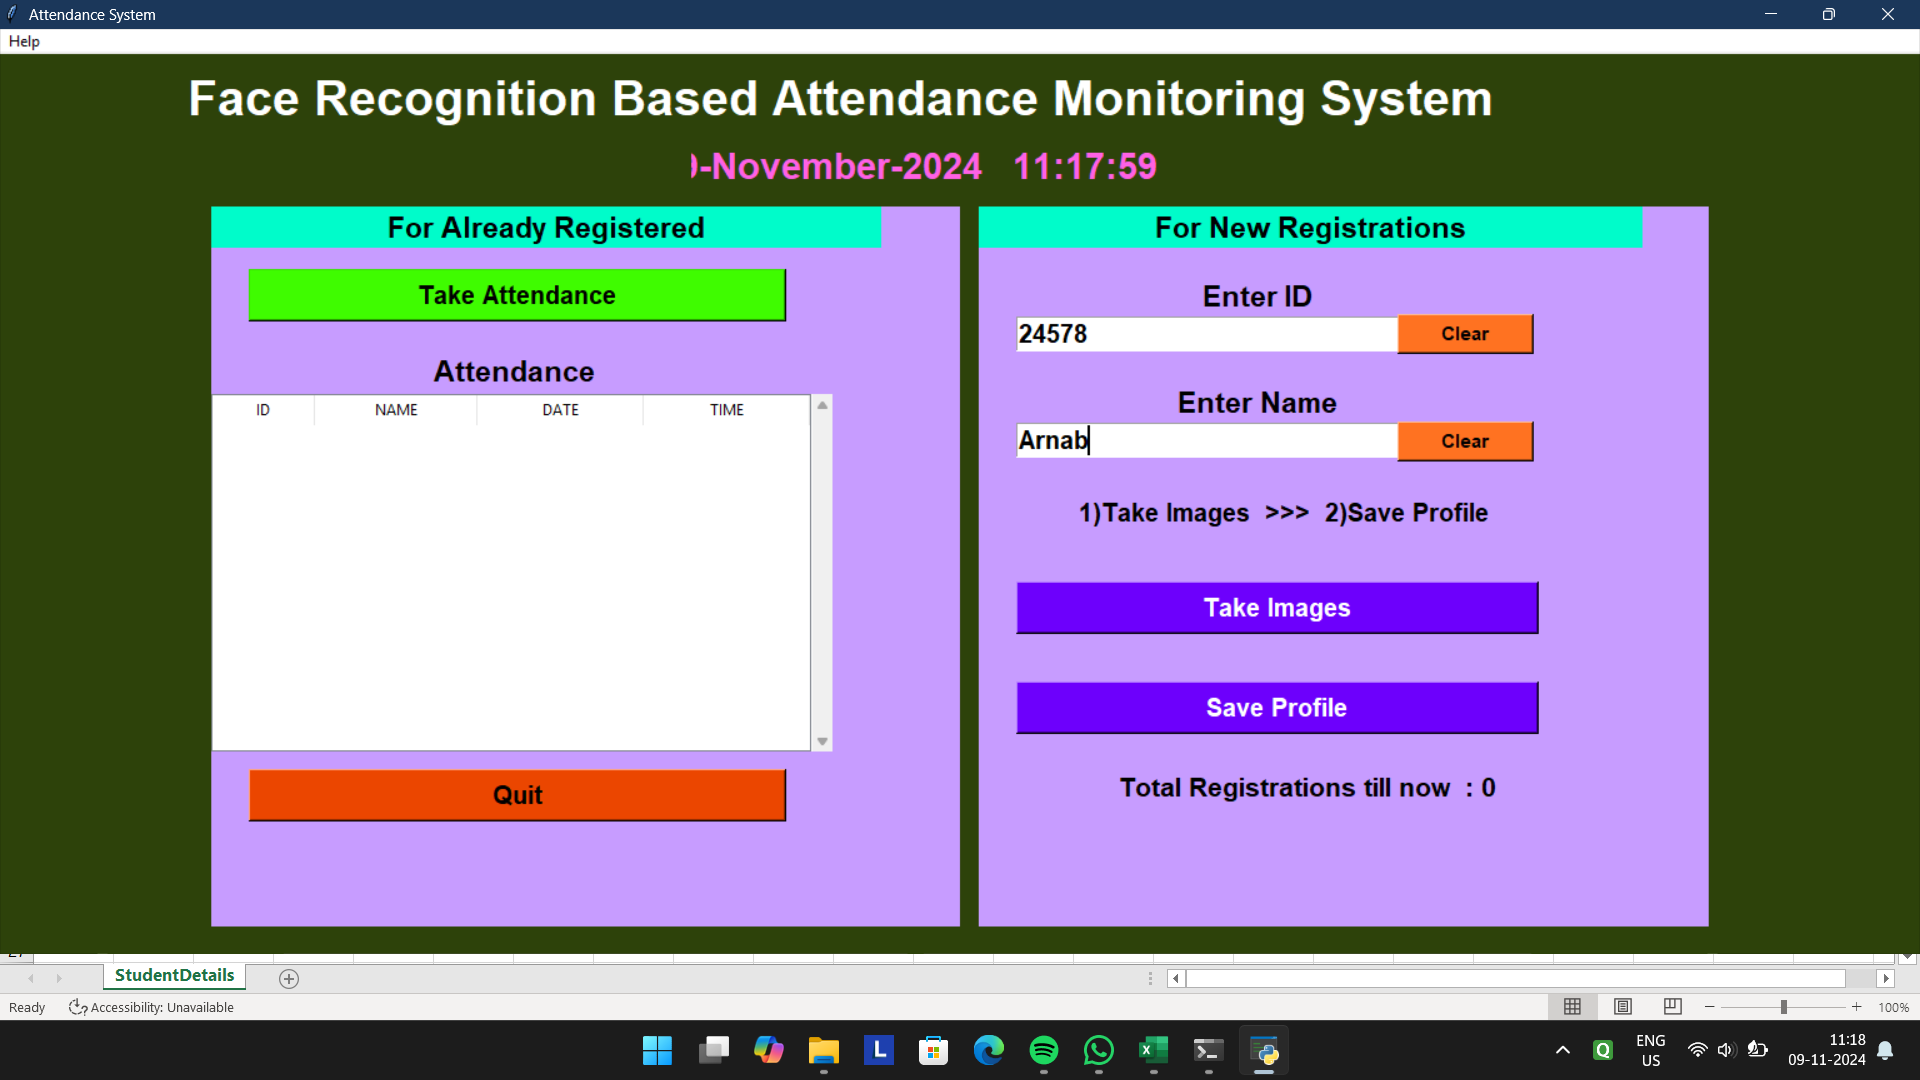 Attendance System
Help
Face Recognition Based Attendance Monitoring System
-November-2024 11:17:59
For Already Registered
Take Attendance
Attendance
ID NAME DATE TIME
Quit
For New Registrations
Enter ID
24578 Clear
Enter Name
Arnab Clear
1)Take Images >>> 2)Save Profile
Take Images
Save Profile
Total Registrations till now : 0
StudentDetails
Ready Accessibility: Unavailable
100%
L
Q
ENG
US
11:18
09-11-2024